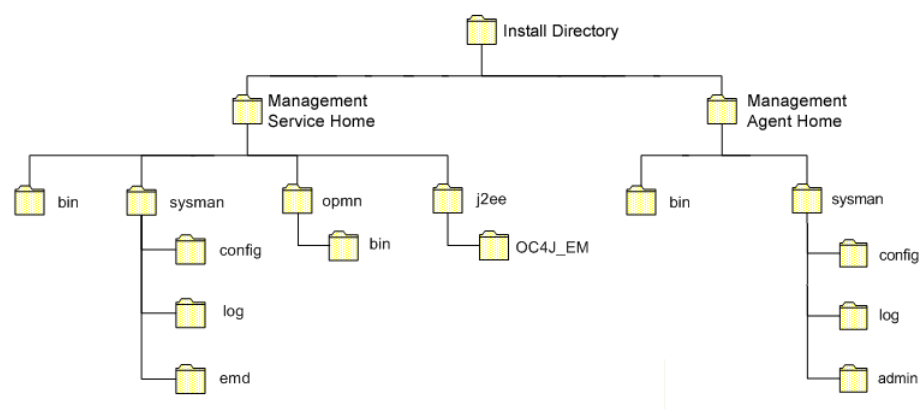 Install Directory
Management
Service Home
Management
Agent Home
bin
sysman
opmn
j2ee
bin
sysman
config
bin
OC4J_EM
config
log
log
emd
admin